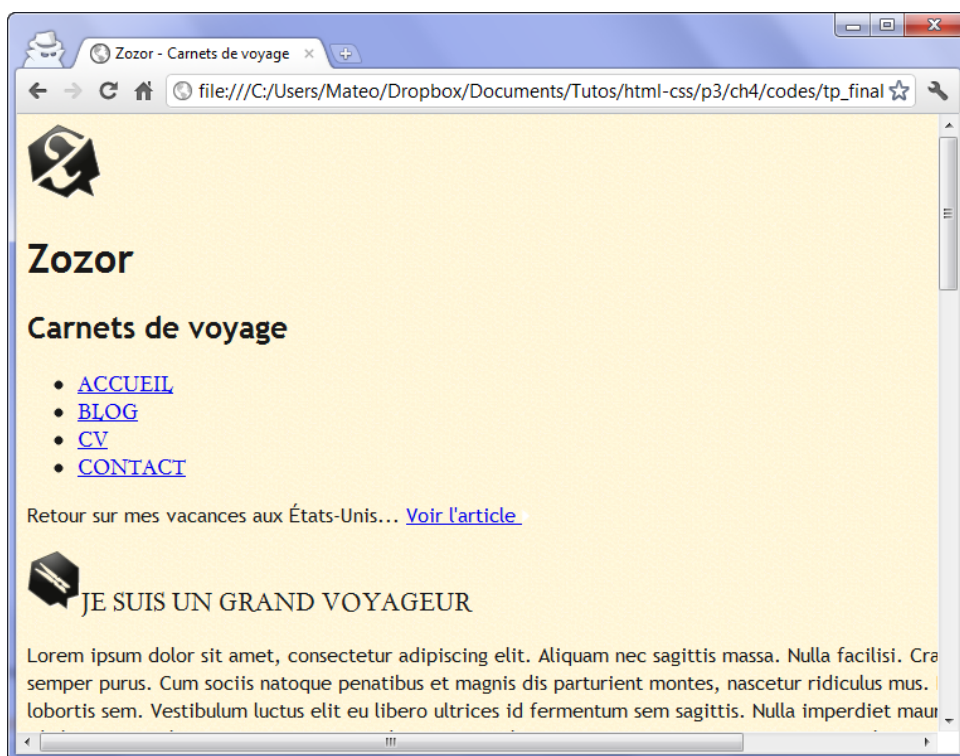 Zozor - Carnets de voyage
file:///C:/Users/Mateo/Dropbox/Documents/Tutos/html-css/p3/ch4/codes/tp_final
Zozor
Carnets de voyage
ACCUEIL
BLOG
CV
CONTACT
Retour sur mes vacances aux États-Unis... Voir l'article
JE SUIS UN GRAND VOYAGEUR
Lorem ipsum dolor sit amet, consectetur adipiscing elit. Aliquam nec sagittis massa. Nulla facilisi. Cra
semper purus. Cum sociis natoque penatibus et magnis dis parturient montes, nascetur ridiculus mus.
lobortis sem. Vestibulum luctus elit eu libero ultrices id fermentum sem sagittis. Nulla imperdiet maur